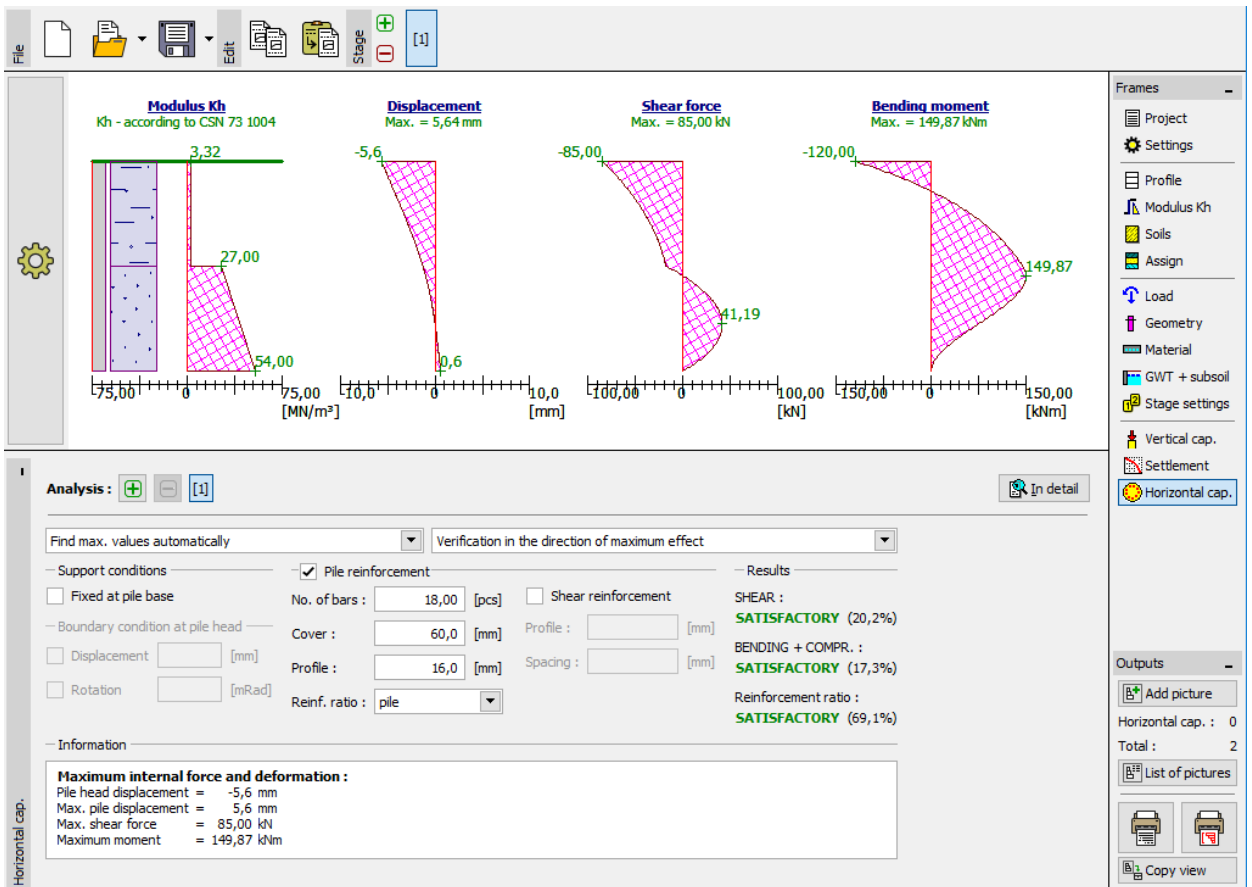 File
Edit
Stage
[1]
Modulus Kh
Kh - according to CSN 73 1004
3,32
27,00
54,00
-75,00 0 75,00
[MN/m³]
Displacement
Max. = 5,64 mm
-5,6
0,6
-10,0 0 10,0
[mm]
Shear force
Max. = 85,00 kN
-85,00
41,19
-100,00 0 100,00
[kN]
Bending moment
Max. = 149,87 kNm
-120,00
149,87
-150,00 0 150,00
[kNm]
Frames
Project
Settings
Profile
Modulus Kh
Soils
Assign
Load
Geometry
Material
GWT + subsoil
Stage settings
Vertical cap.
Settlement
Horizontal cap.
Analysis : [1] In detail
Find max. values automatically
Verification in the direction of maximum effect
Support conditions
Fixed at pile base
Boundary condition at pile head
Displacement [mm]
Rotation [mRad]
Pile reinforcement
No. of bars : 18,00 [pcs]
Cover : 60,0 [mm]
Profile : 16,0 [mm]
Reinf. ratio : pile
Shear reinforcement
Profile : [mm]
Spacing : [mm]
Results
SHEAR :
SATISFACTORY (20,2%)
BENDING + COMPR. :
SATISFACTORY (17,3%)
Reinforcement ratio :
SATISFACTORY (69,1%)
Information
Maximum internal force and deformation :
Pile head displacement = -5,6 mm
Max. pile displacement = 5,6 mm
Max. shear force = 85,00 kN
Maximum moment = 149,87 kNm
Horizontal cap.
Outputs
Add picture
Horizontal cap. : 0
Total : 2
List of pictures
Copy view